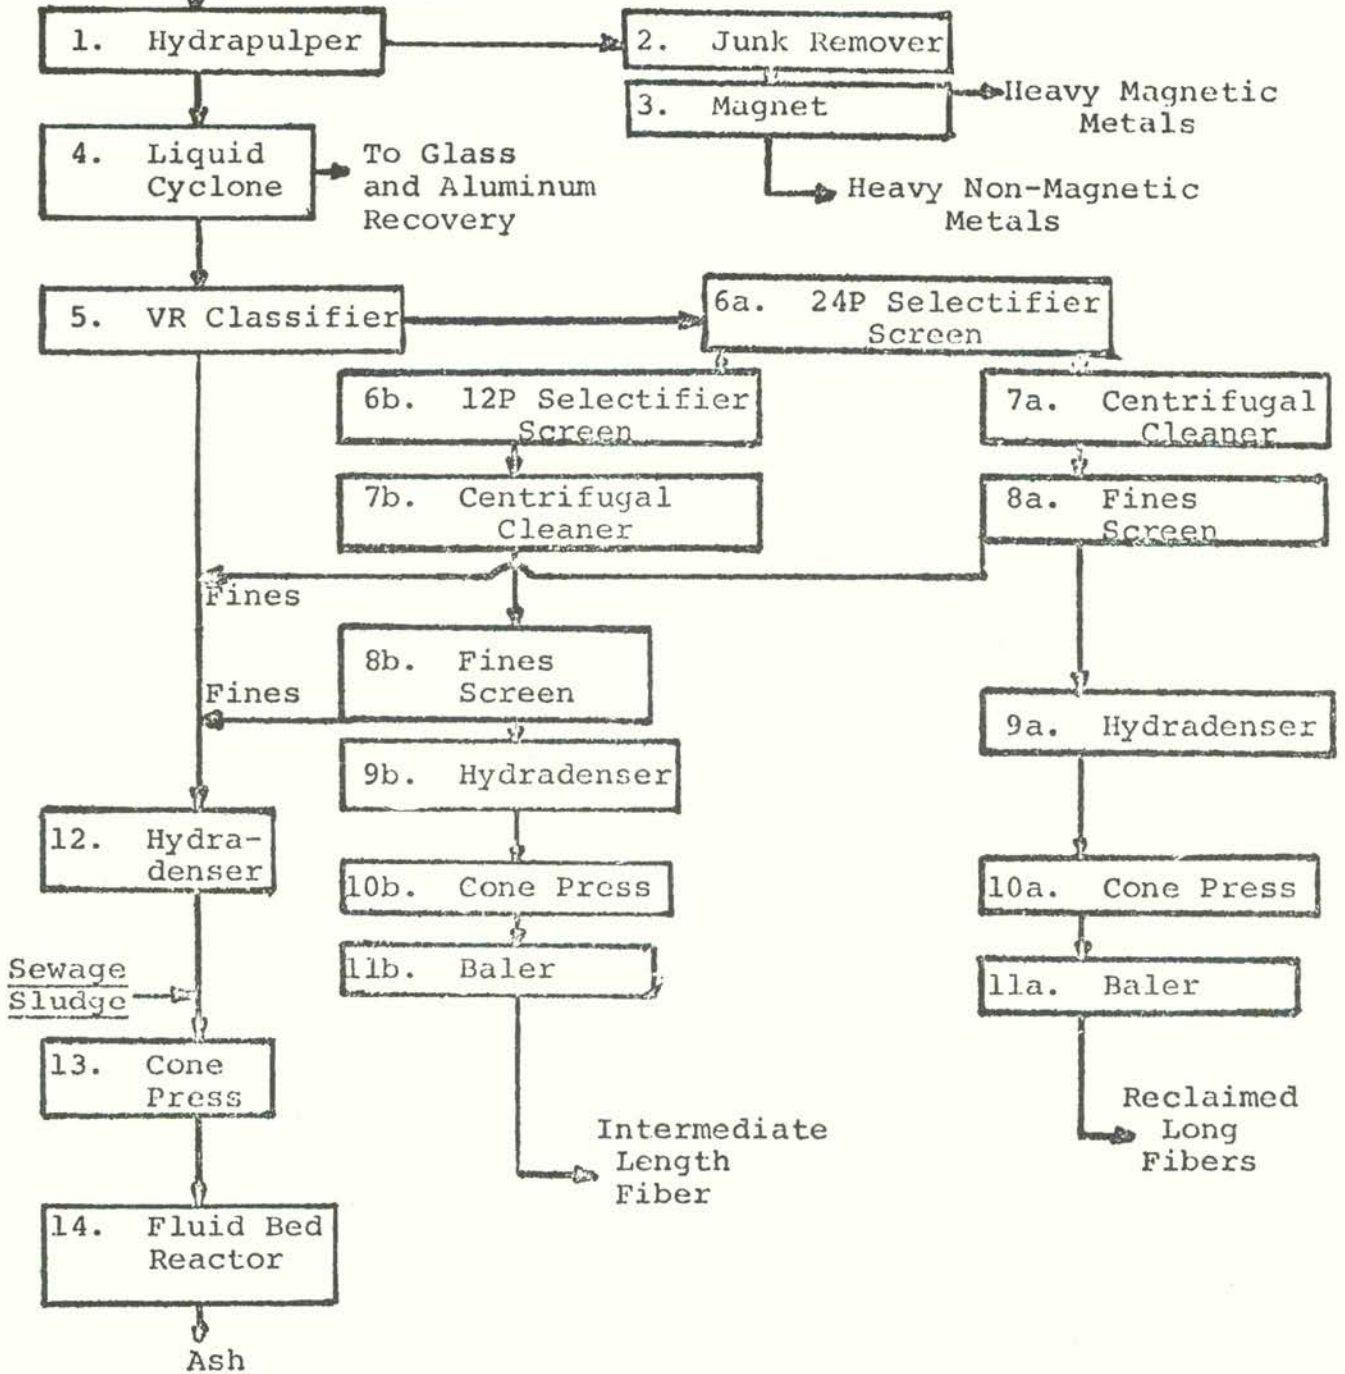 1. Hydrapulper
2. Junk Remover
3. Magnet
Heavy Magnetic
Metals
Heavy Non-Magnetic
Metals
4. Liquid
Cyclone
To Glass
and Aluminum
Recovery
5. VR Classifier
6a. 24P Selectifier
Screen
6b. 12P Selectifier
Screen
7a. Centrifugal
Cleaner
7b. Centrifugal
Cleaner
8a. Fines
Screen
Fines
8b. Fines
Screen
Fines
9a. Hydradenser
9b. Hydradenser
12. Hydra-
denser
10b. Cone Press
10a. Cone Press
11b. Baler
11a. Baler
Sewage
Sludge
13. Cone
Press
Intermediate
Length
Fiber
Reclaimed
Long
Fibers
14. Fluid Bed
Reactor
Ash